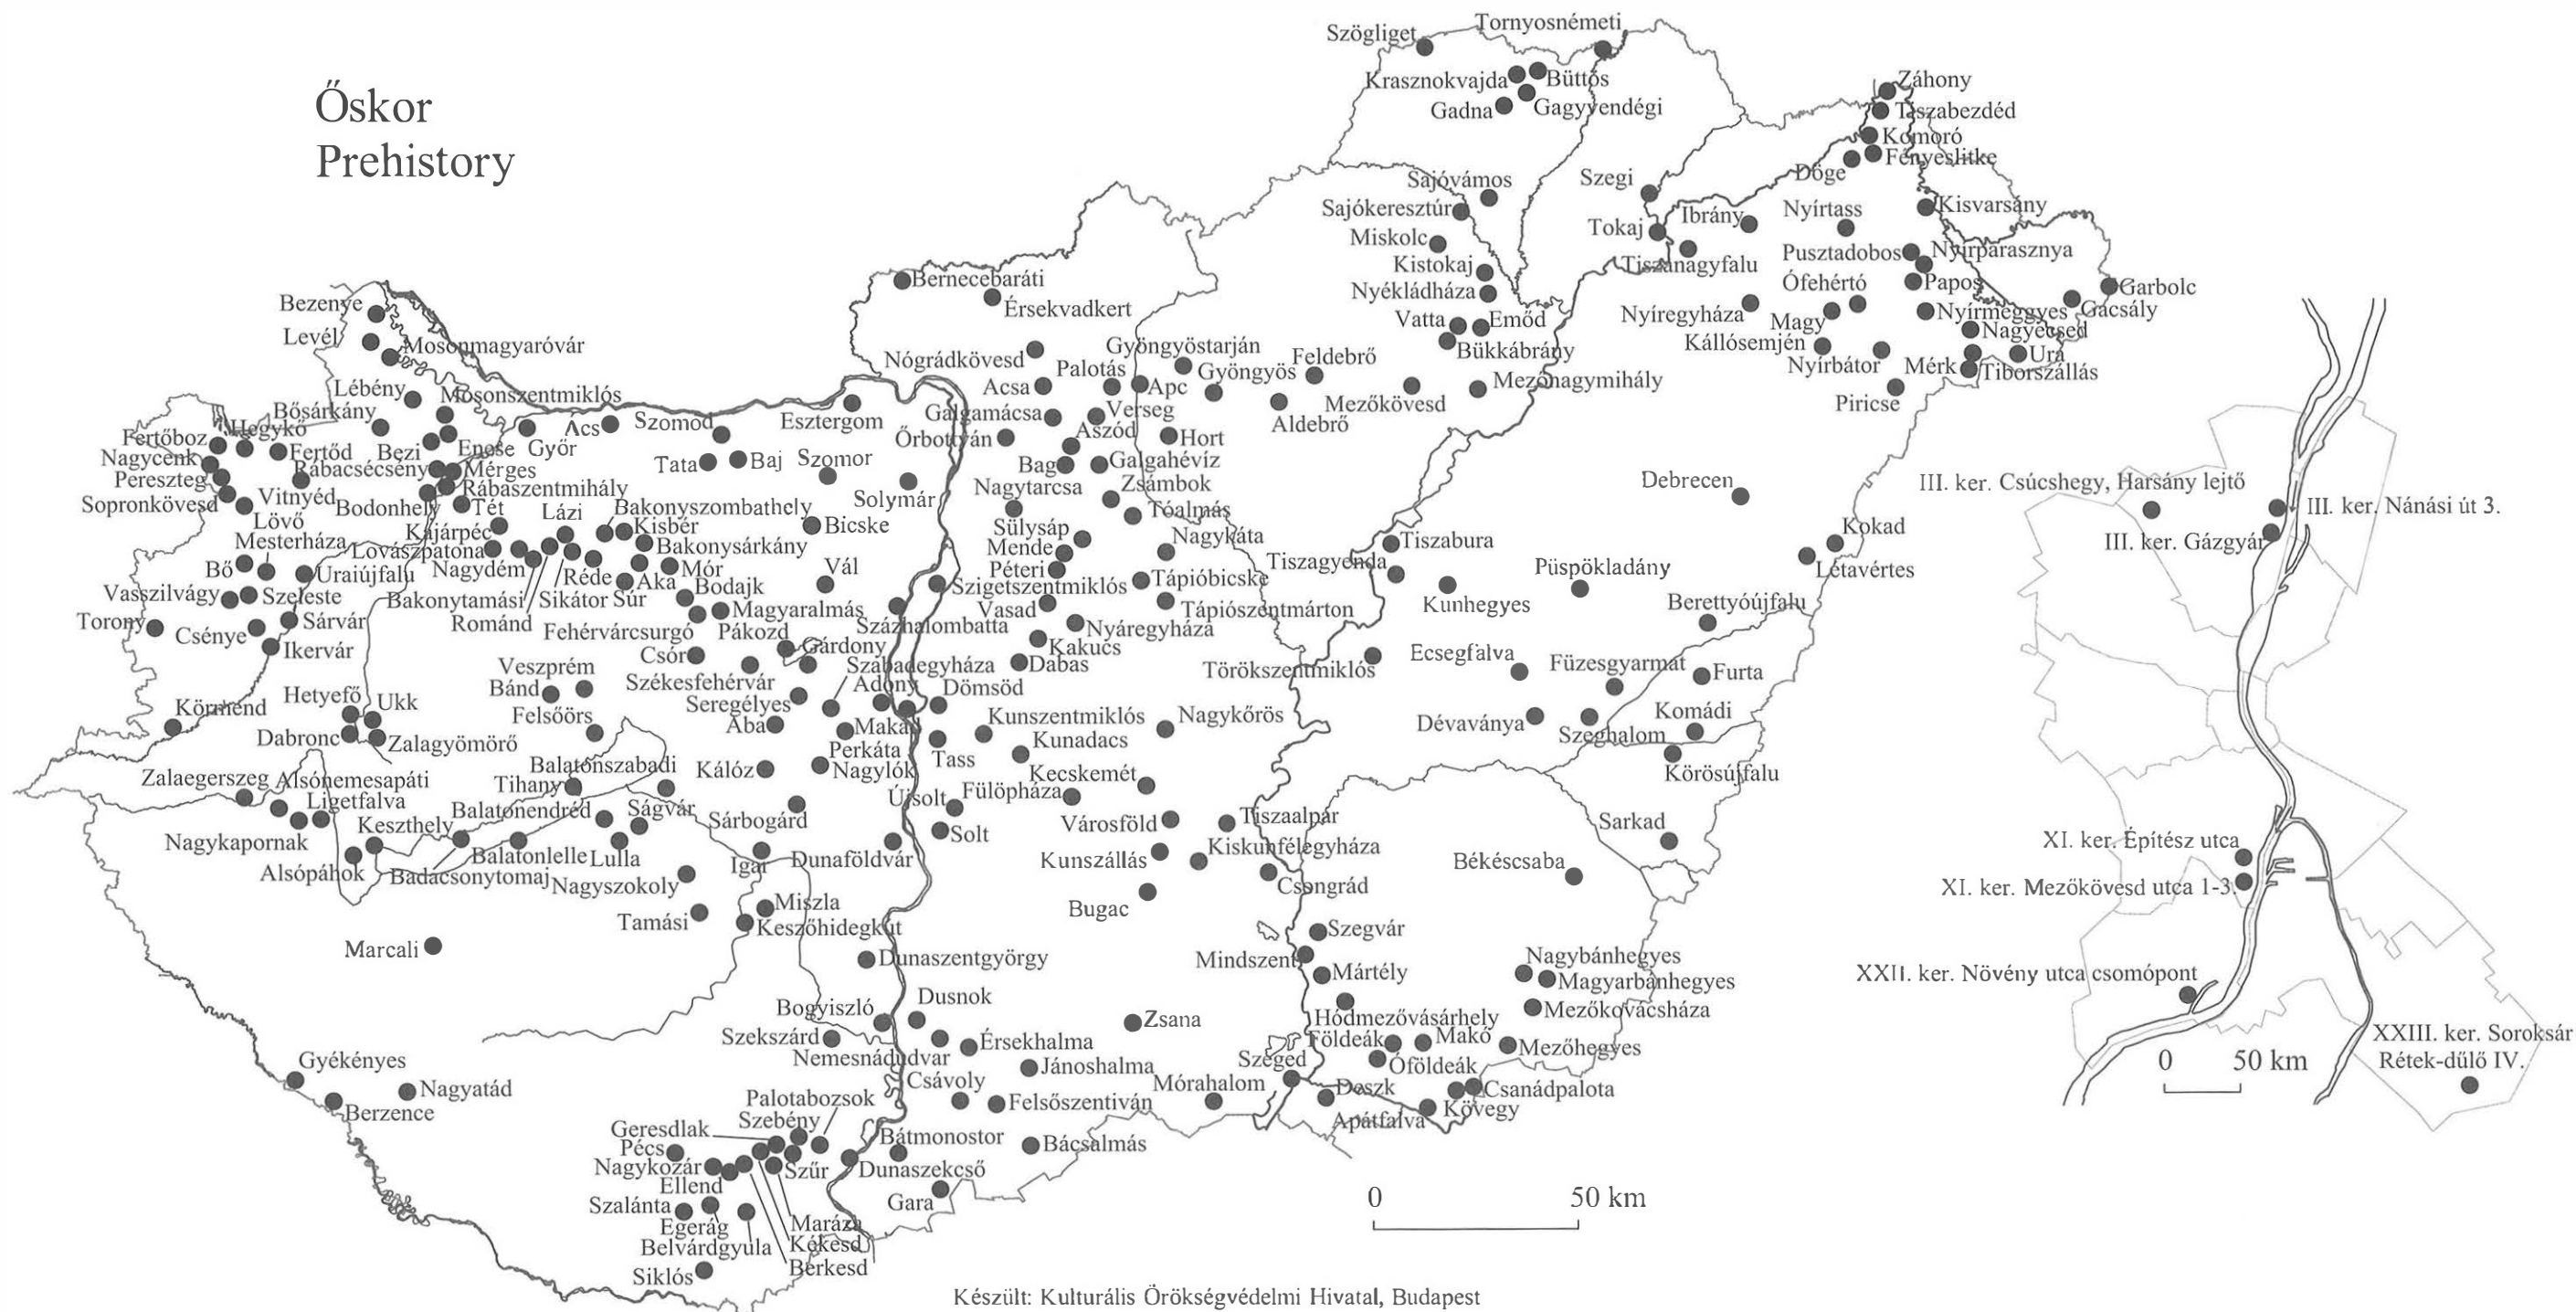 Őskor
Prehistory
Szögliget
Tornyosnémeti
Krasznokvajda
Büttös
Gadna
Gagyvendégi
Záhony
Tiszabezdéd
Komoró
Fényeslitke
Döge
Sajóvámos
Szegi
Sajókeresztúr
Ibrány
Nyírtass
Kisvarsány
Miskolc
Tokaj
Kistokaj
Tiszanagyfalu
Pusztadobos
Nyírparasznya
Nyékládháza
Ófehértó
Papos
Garbolc
Vatta
Emőd
Nyíregyháza
Magy
Nyírmeggyes
Gacsály
Bükkábrány
Kállósemjén
Nagyecsed
Nyírbátor
Mérk
Ura
Tiborszállás
Piricse
Mezőkövesd
Mezőnagymihály
Bernecebaráti
Érsekvadkert
Bezenye
Levél
Mosonmagyaróvár
Nógrádkövesd
Gyöngyöstarján
Feldebrő
Acsa
Palotás
Apc
Gyöngyös
Aldebrő
Lébény
Mosonszentmiklós
Bősárkány
Ács
Szomod
Esztergom
Galgamácsa
Verseg
Fertőboz
Hegykő
Fertőd
Bezi
Enese
Győr
Őrbottyán
Aszód
Hort
Nagycenk
Rábacsécsény
Mérges
Tata
Baj
Szomor
Bag
Galgahévíz
Pereszteg
Vitnyéd
Rábaszentmihály
Solymár
Nagytarcsa
Zsámbok
Sopronkövesd
Bodonhely
Tét
Lázi
Bakonyszombathely
Tóalmás
Lövő
Kajárpéc
Kisbér
Bicske
Sülysáp
Nagykáta
Mesterháza
Lovászpatona
Bakonysárkány
Mende
Bő
Uraiújfalu
Nagydém
Réde
Aka
Mór
Vál
Péteri
Tápióbicske
Vasszilvágy
Szeleste
Bakonytamási
Sikátor
Súr
Bodajk
Szigetszentmiklós
Torony
Csénye
Sárvár
Románd
Magyaralmás
Vasad
Tápiószentmárton
Ikervár
Fehérvárcsurgó
Pákozd
Százhalombatta
Nyáregyháza
Csór
Gárdony
Kakucs
Veszprém
Székesfehérvár
Szabadegyháza
Dabas
Bánd
Seregélyes
Adony
Dömsöd
Körmend
Hetyefő
Ukk
Felsőörs
Aba
Makád
Kunszentmiklós
Nagykőrös
Dabronc
Zalagyömörő
Perkáta
Tass
Kunadacs
Zalaegerszeg
Alsónemesapáti
Balatonszabadi
Kálóz
Nagylók
Kecskemét
Ligetfalva
Tihany
Fülöpháza
Újsolt
Nagykapornak
Keszthely
Balatonendréd
Ságvár
Sárbogárd
Solt
Városföld
Tiszaalpár
Alsópáhok
Badacsonytomaj
Balatonlelle
Lulla
Igar
Dunaföldvár
Kunszállás
Kiskunfélegyháza
Nagyszokoly
Csongrád
Bugac
Tamási
Miszla
Keszőhidegkút
Marcali
Dunaszentgyörgy
Debrecen
Kokad
Létavértes
Tiszabura
Tiszagyenda
Kunhegyes
Püspökladány
Berettyóújfalu
Törökszentmiklós
Ecsegfalva
Füzesgyarmat
Furta
Dévaványa
Szeghalom
Komádi
Körösújfalu
Sarkad
Békéscsaba
Szegvár
Mindszent
Mártély
Nagybánhegyes
Magyarbánhegyes
Mezőkovácsháza
Hódmezővásárhely
Földeák
Makó
Mezőhegyes
Óföldeák
Szeged
Deszk
Csanádpalota
Kövegy
Apátfalva
Mórahalom
Zsana
Bogyiszló
Dusnok
Szekszárd
Nemesnádudvar
Érsekhalma
Jánoshalma
Csávoly
Felsőszentiván
Gyékényes
Nagyatád
Berzence
Palotabozsok
Szebény
Geresdlak
Pécs
Bátmonostor
Bácsalmás
Nagykozár
Szűr
Dunaszekcső
Ellend
Szalánta
Egerág
Gara
Maráza
Belvárdgyula
Kékesd
Berkesd
Siklós
0 50 km
III. ker. Csúcshegy, Harsány lejtő
III. ker. Nánási út 3.
III. ker. Gázgyár
XI. ker. Építész utca
XI. ker. Mezőkövesd utca 1-3.
XXII. ker. Növény utca csomópont
XXIII. ker. Soroksár
Rétek-dűlő IV.
0 50 km
Készült: Kulturális Örökségvédelmi Hivatal, Budapest